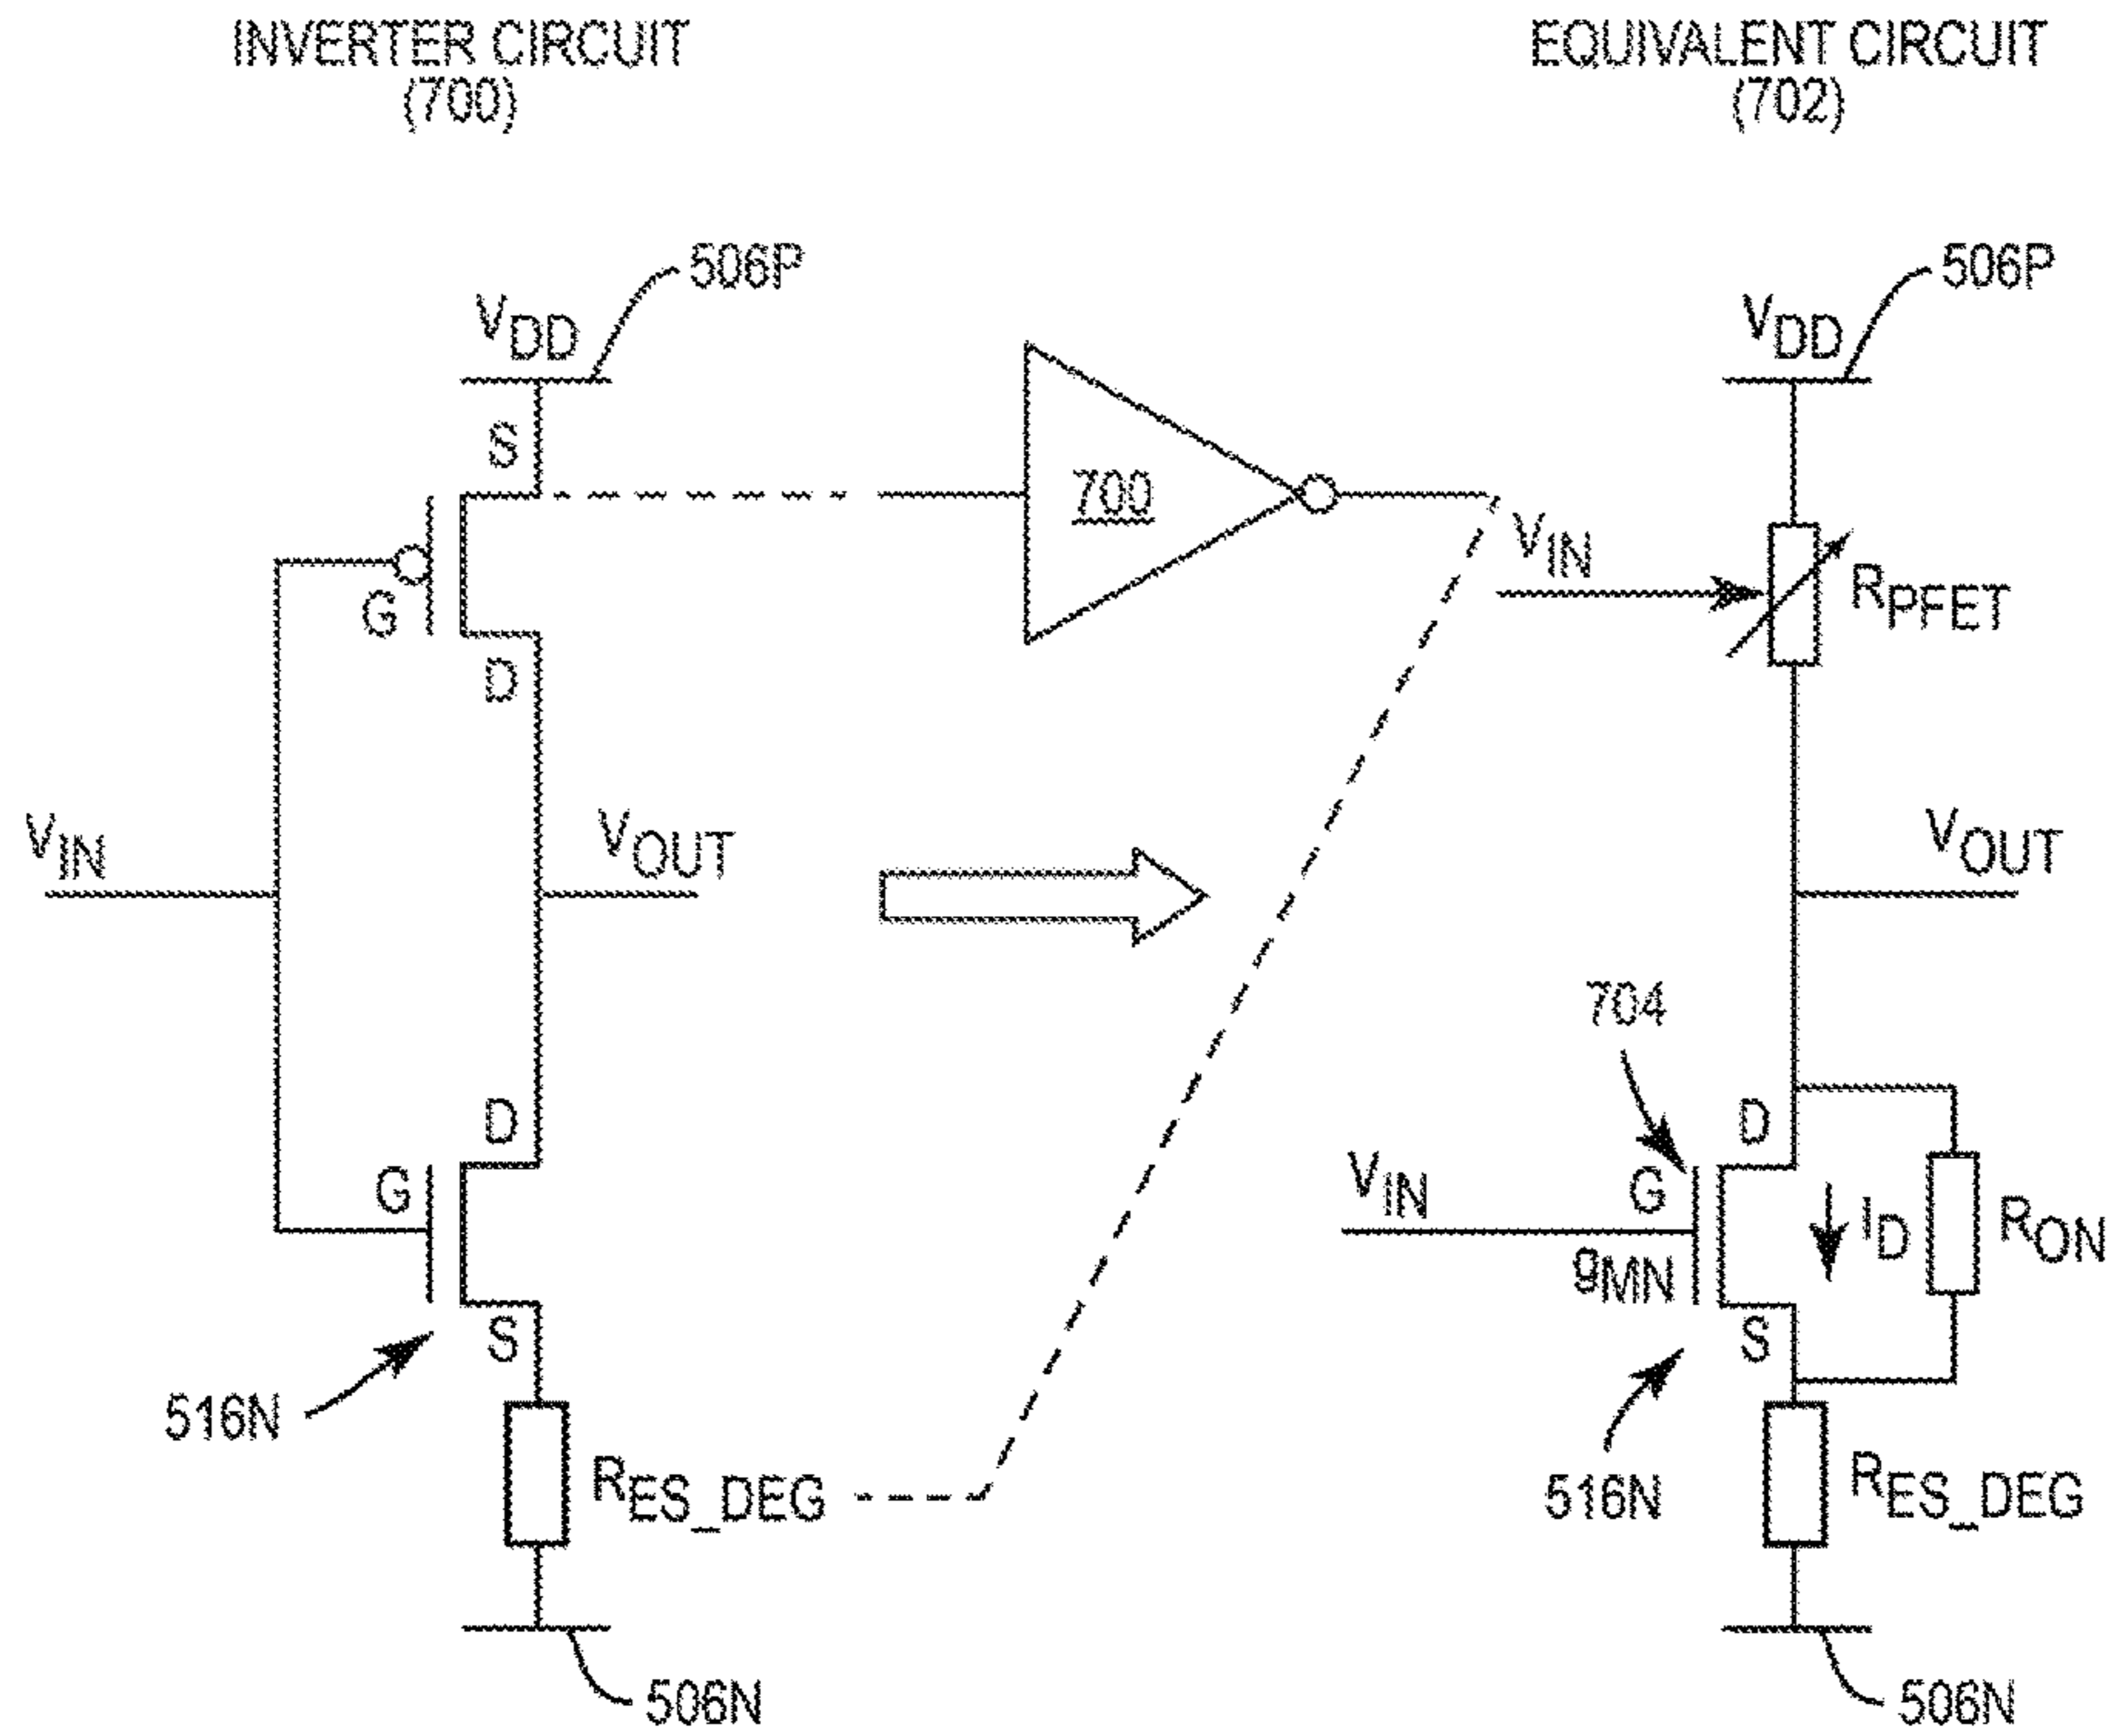 INVERTER CIRCUIT
(700)
EQUIVALENT CIRCUIT
(702)
506P
VDD
S
G
D
VIN
VOUT
D
G
S
516N
RES_DEG
506N
700
506P
VDD
VIN
RPFET
VOUT
704
D
VIN
G
gMN
ID
RON
S
516N
RES_DEG
506N